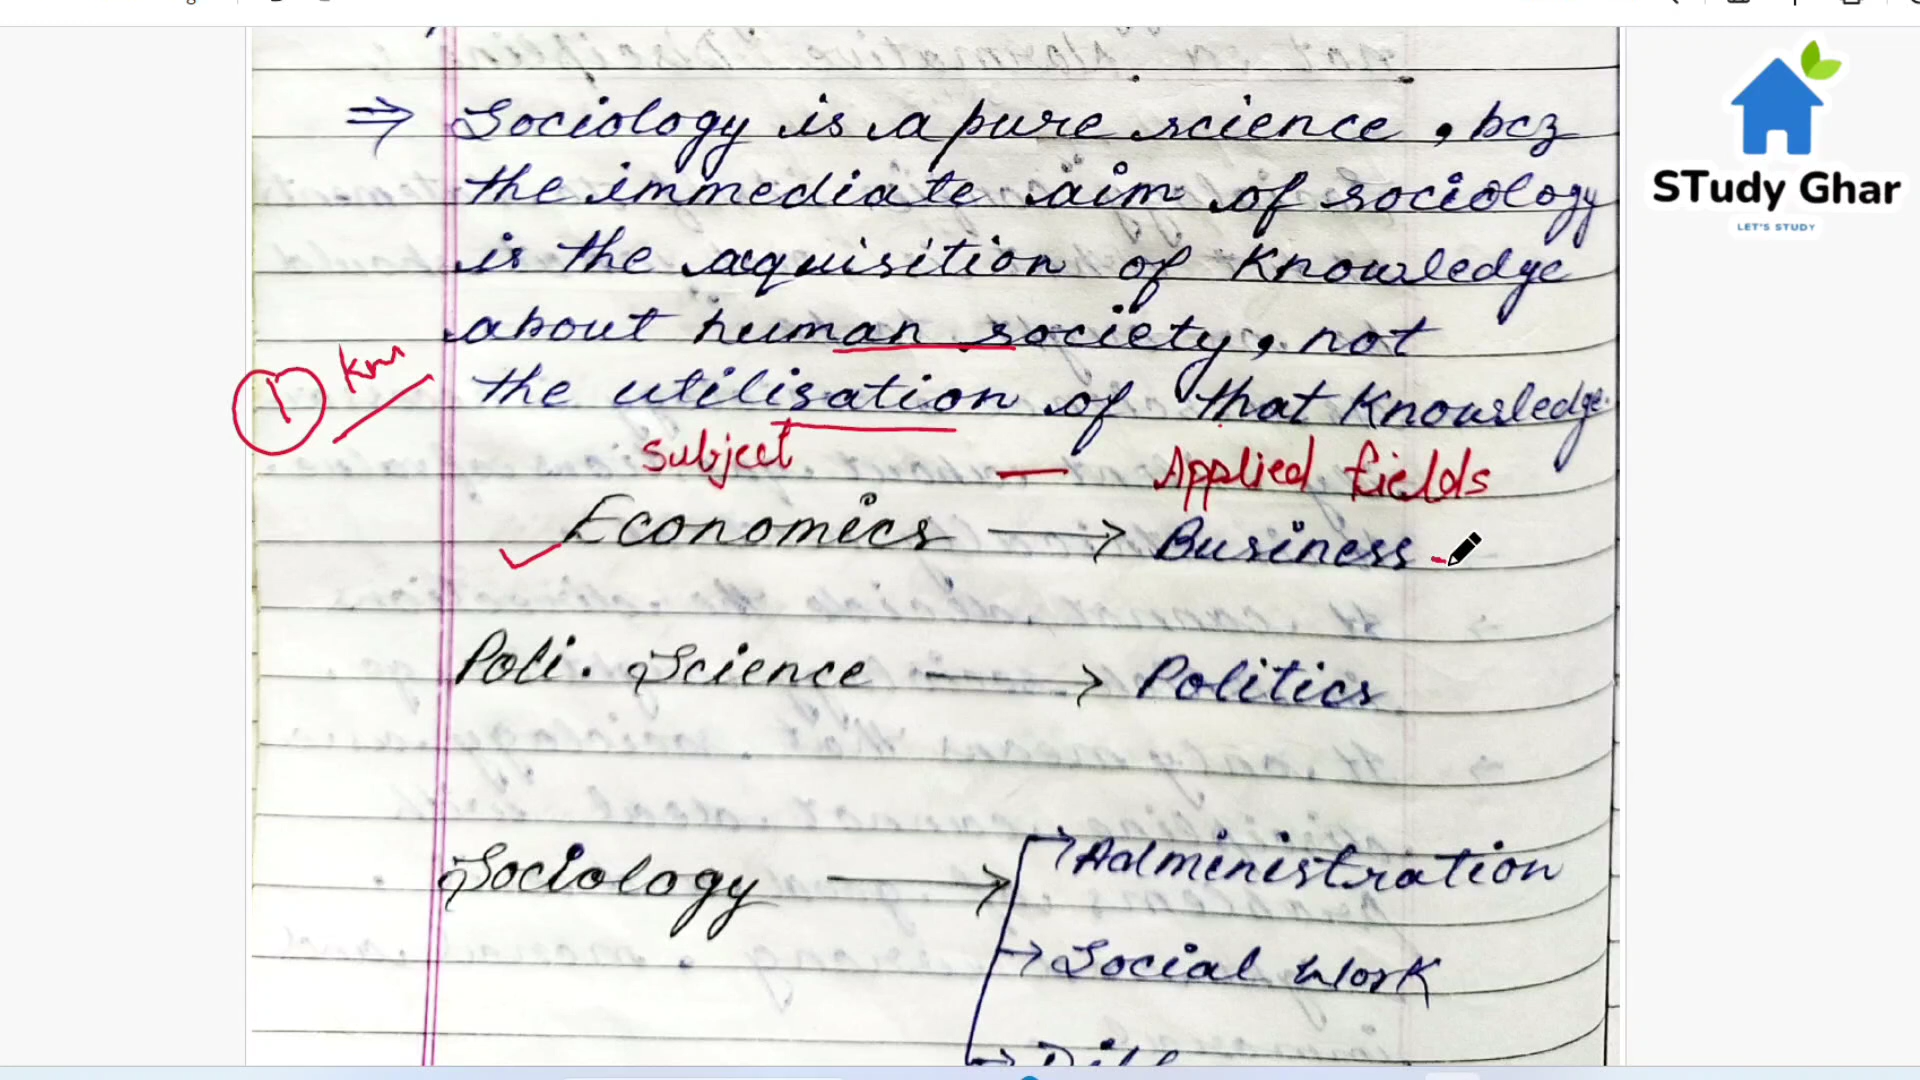 ⇒ Sociology is a pure science, bcz
the immediate aim of sociology
is the acquisition of Knowledge
about human society, not
the utilisation of that Knowledge.
① Km
Subject — Applied fields
Economics → Business
Poli. Science → Politics
Sociology → Administration
→ Social Work
STudy Ghar
LET'S STUDY